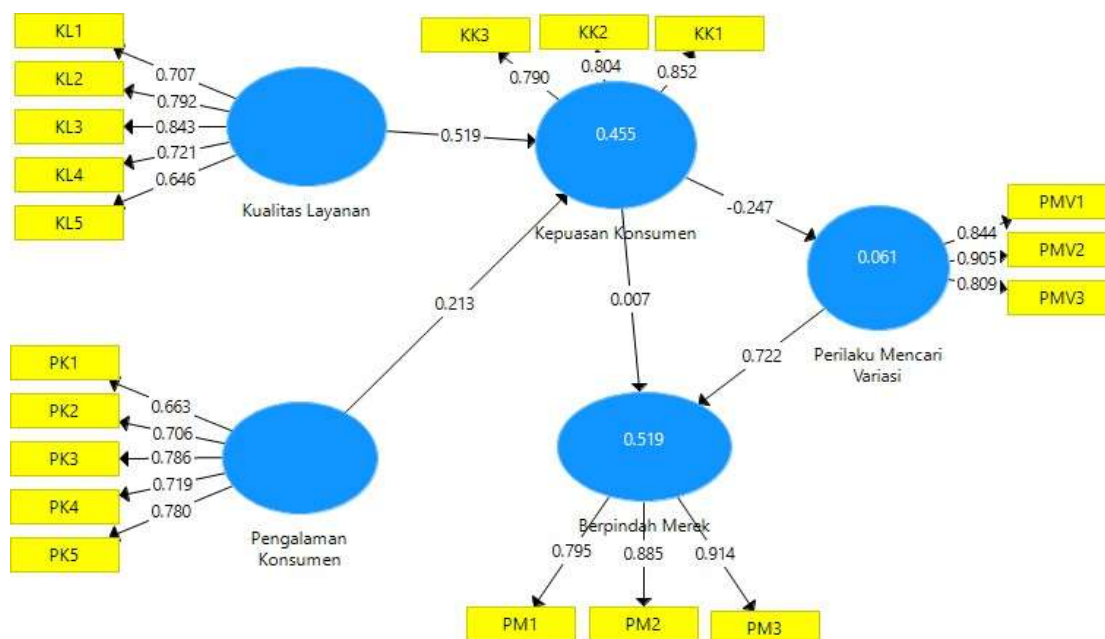 KL1
KL2
KL3
KL4
KL5
0.707
0.792
0.843
0.721
0.646
Kualitas Layanan
0.519
KK3
KK2
KK1
0.790
0.804
0.852
0.455
Kepuasan Konsumen
-0.247
0.061
Perilaku Mencari
Variasi
0.844
0.905
0.809
PMV1
PMV2
PMV3
0.213
0.007
0.722
PK1
PK2
PK3
PK4
PK5
0.663
0.706
0.786
0.719
0.780
Pengalaman
Konsumen
0.519
Berpindah Merek
0.795
0.885
0.914
PM1
PM2
PM3